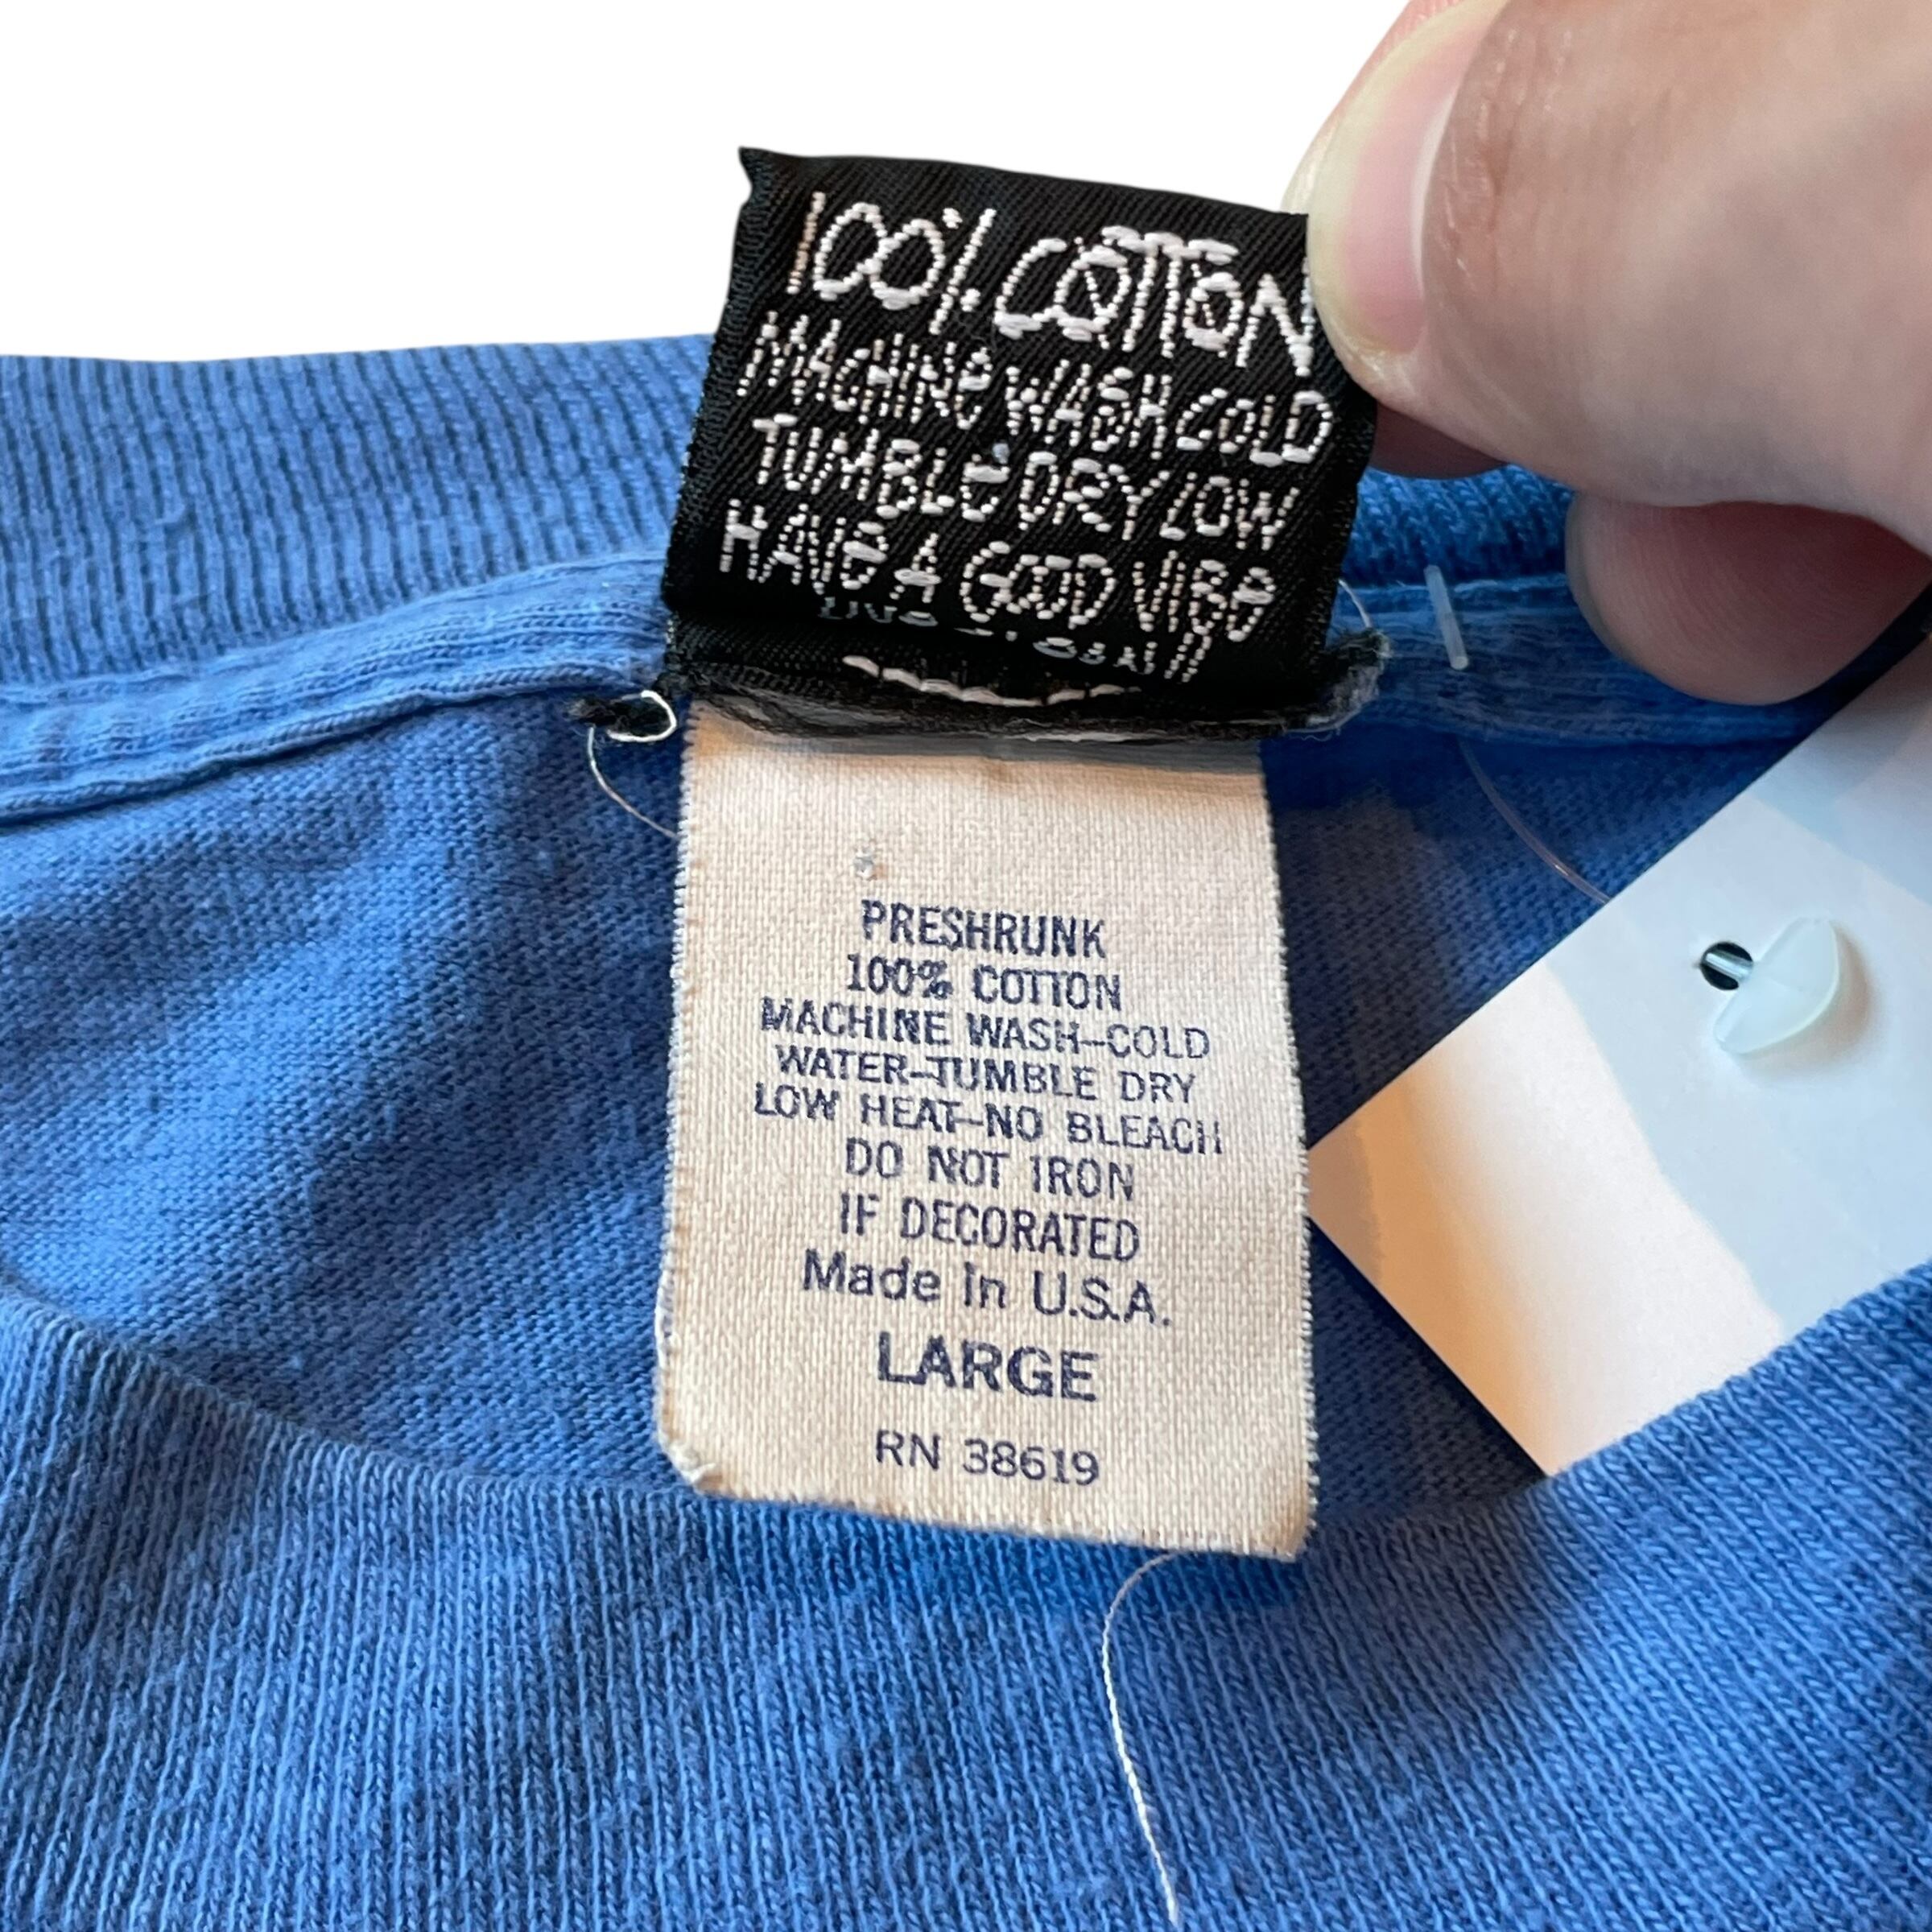 100% COTTON
MACHINE WASH COLD
TUMBLE DRY LOW
HAVE A GOOD VIBE
PRESHRUNK
100% COTTON
MACHINE WASH-COLD
WATER-TUMBLE DRY
LOW HEAT-NO BLEACH
DO NOT IRON
IF DECORATED
Made In U.S.A.
LARGE
RN 38619